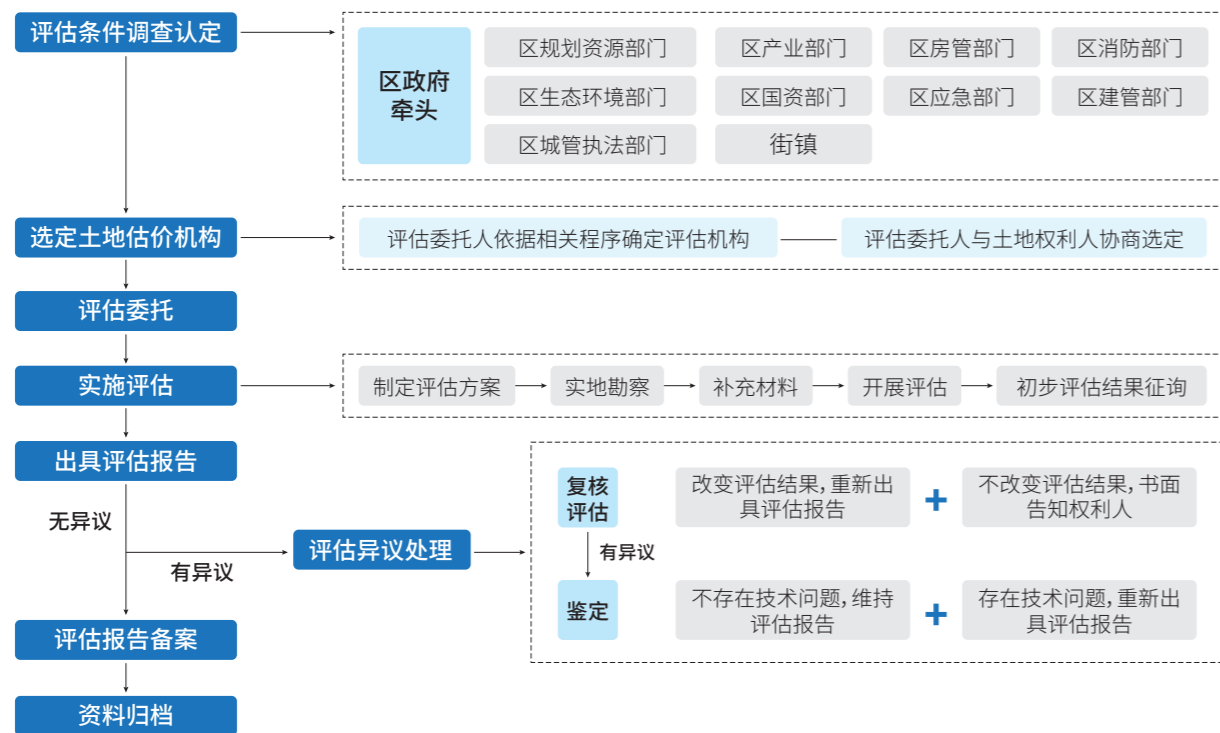 评估条件调查认定
区政府
牵头
区规划资源部门
区产业部门
区房管部门
区消防部门
区生态环境部门
区国资部门
区应急部门
区建管部门
区城管执法部门
街镇
选定土地估价机构
评估委托人依据相关程序确定评估机构
评估委托人与土地权利人协商选定
评估委托
实施评估
制定评估方案
实地勘察
补充材料
开展评估
初步评估结果征询
出具评估报告
无异议
有异议
评估异议处理
复核
评估
改变评估结果，重新出
具评估报告
+
不改变评估结果，书面
告知权利人
有异议
鉴定
不存在技术问题，维持
评估报告
+
存在技术问题，重新出
具评估报告
评估报告备案
资料归档